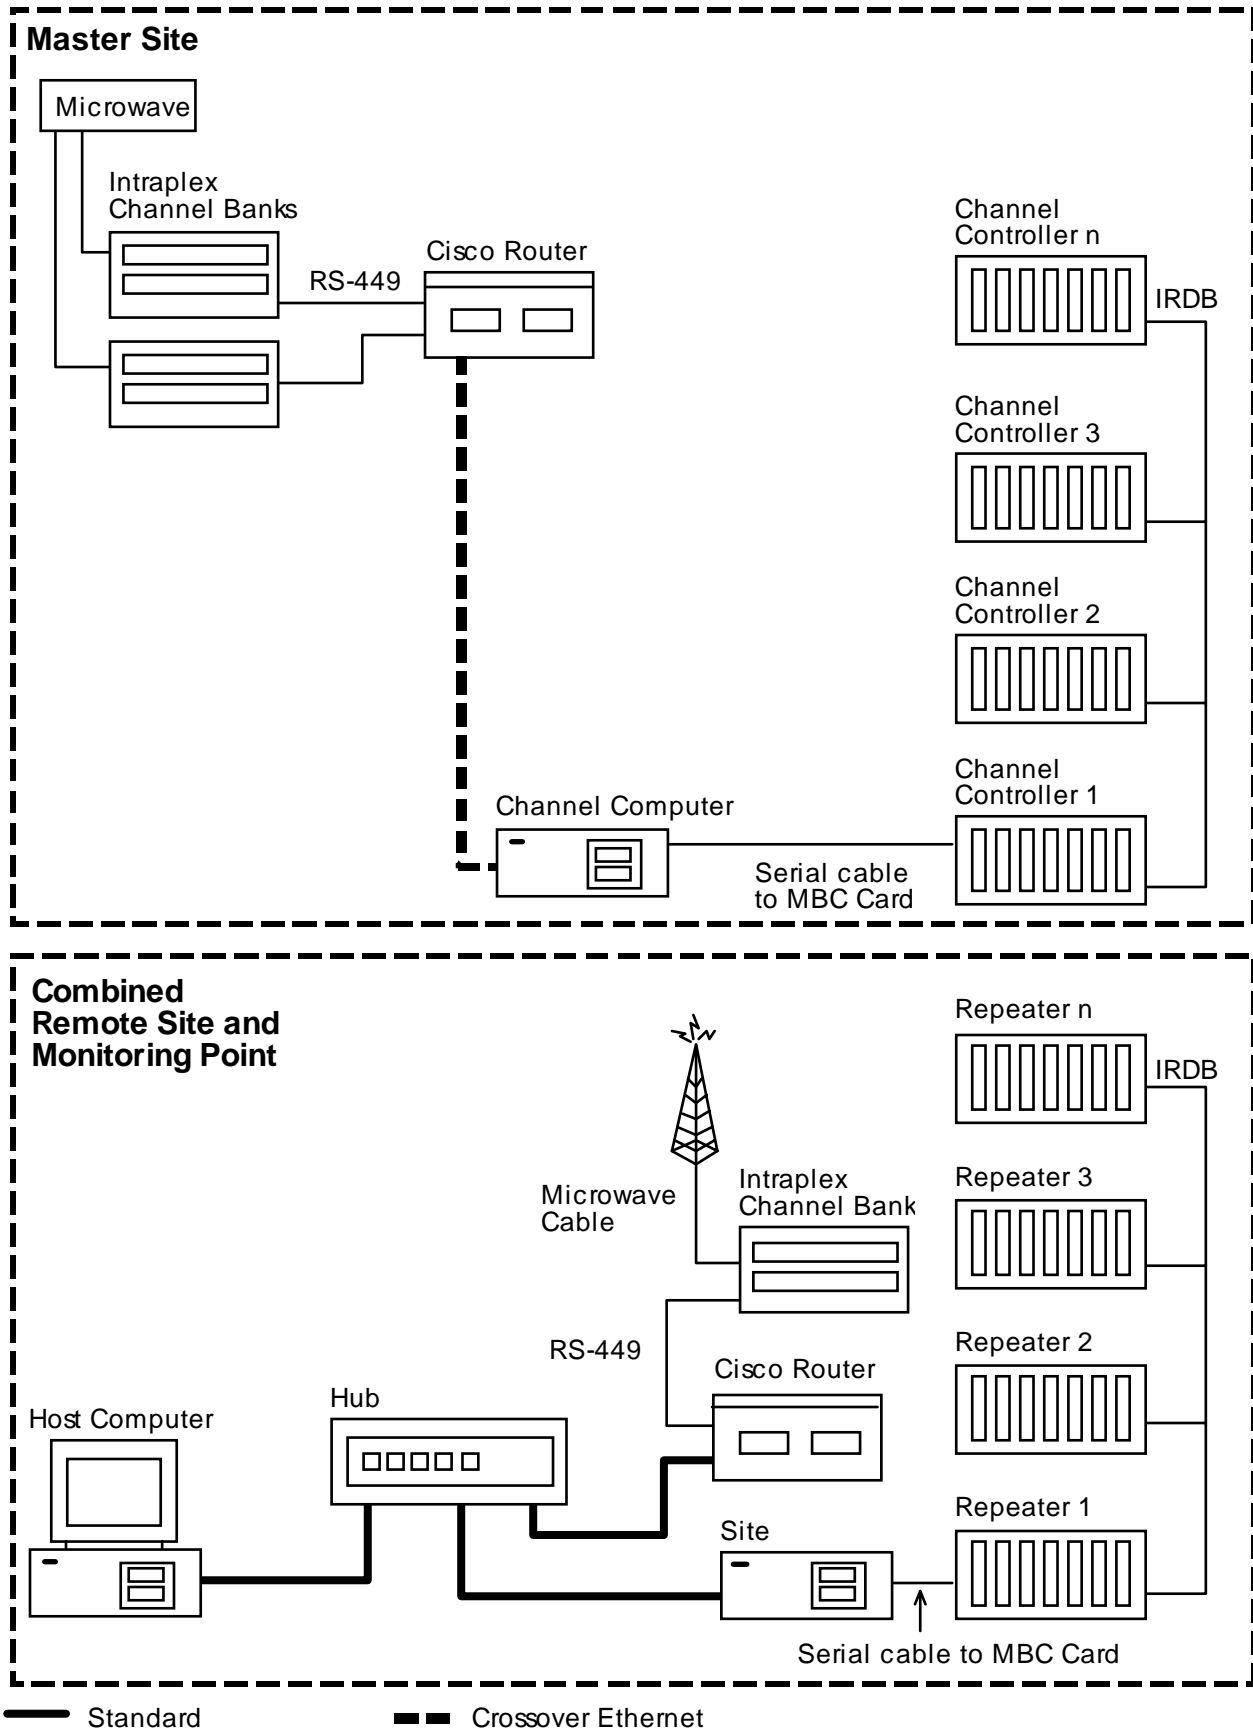 Master Site
Microwave
Intraplex
Channel Banks
RS-449
Cisco Router
Channel
Controller n
IRDB
Channel
Controller 3
Channel
Controller 2
Channel
Controller 1
Channel Computer
Serial cable
to MBC Card
Combined
Remote Site and
Monitoring Point
Repeater n
IRDB
Microwave
Cable
Intraplex
Channel Bank
Repeater 3
RS-449
Cisco Router
Repeater 2
Hub
Host Computer
Site
Repeater 1
Serial cable to MBC Card
Standard
Crossover Ethernet